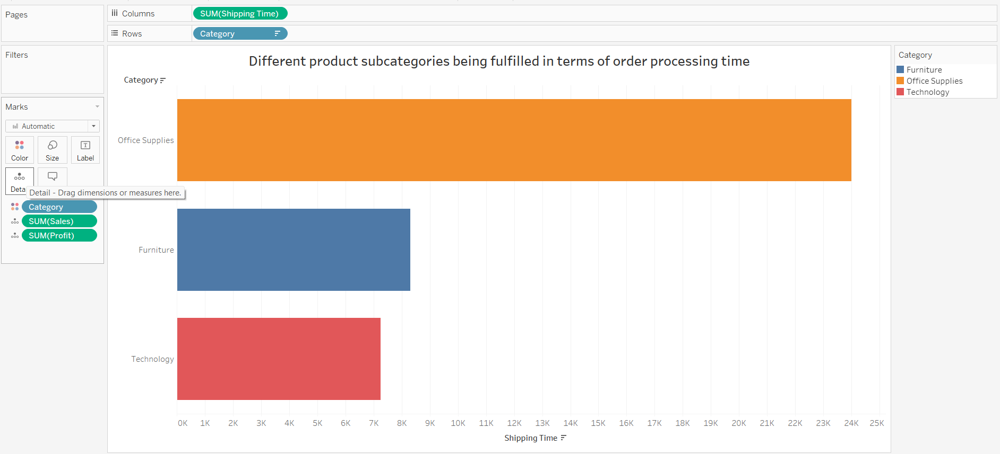 Pages
Columns
SUM(Shipping Time)
Rows
Category
Filters
Marks
Automatic
Color
Size
Label
Deta
Detail - Drag dimensions or measures here.
Category
SUM(Sales)
SUM(Profit)
Different product subcategories being fulfilled in terms of order processing time
Category
Office Supplies
Furniture
Technology
0K 1K 2K 3K 4K 5K 6K 7K 8K 9K 10K 11K 12K 13K 14K 15K 16K 17K 18K 19K 20K 21K 22K 23K 24K 25K
Shipping Time
Category
Furniture
Office Supplies
Technology